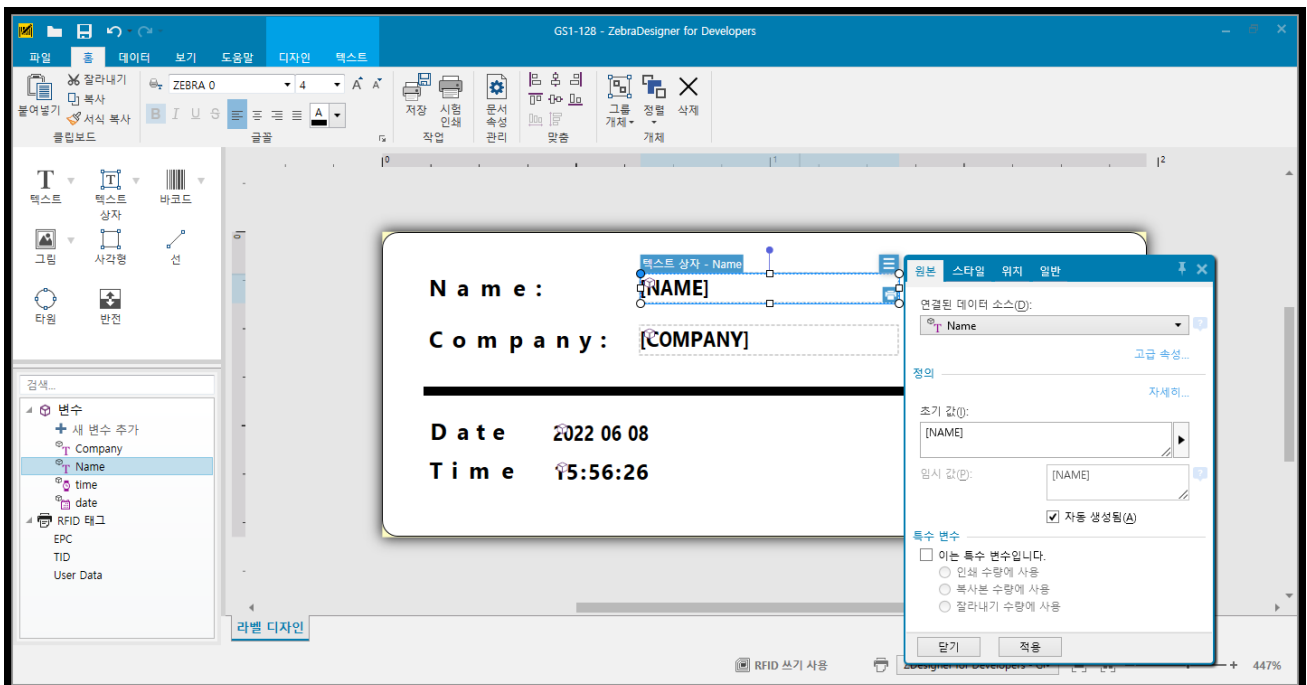 GS1-128 - ZebraDesigner for Developers
파일 홈 데이터 보기 도움말 디자인 텍스트
붙여넣기
잘라내기
복사
서식 복사
클립보드
ZEBRA 0
4
B I U S
A
글꼴
저장 시험 인쇄
작업
문서 속성
관리
맞춤
그룹 개체 정렬 삭제
개체
텍스트 텍스트 상자 바코드
그림 사각형 선
타원 반전
검색...
변수
새 변수 추가
Company
Name
time
date
RFID 태그
EPC
TID
User Data
0 1 2
0
텍스트 상자 - Name
Name: [NAME]
Company: [COMPANY]
Date 2022 06 08
Time 15:56:26
라벨 디자인
원본 스타일 위치 일반
연결된 데이터 소스(D):
Name
고급 속성...
정의
자세히...
초기 값(I):
[NAME]
임시 값(P):
[NAME]
자동 생성됨(A)
특수 변수
이는 특수 변수입니다.
인쇄 수량에 사용
복사본 수량에 사용
잘라내기 수량에 사용
닫기 적용
RFID 쓰기 사용
447%